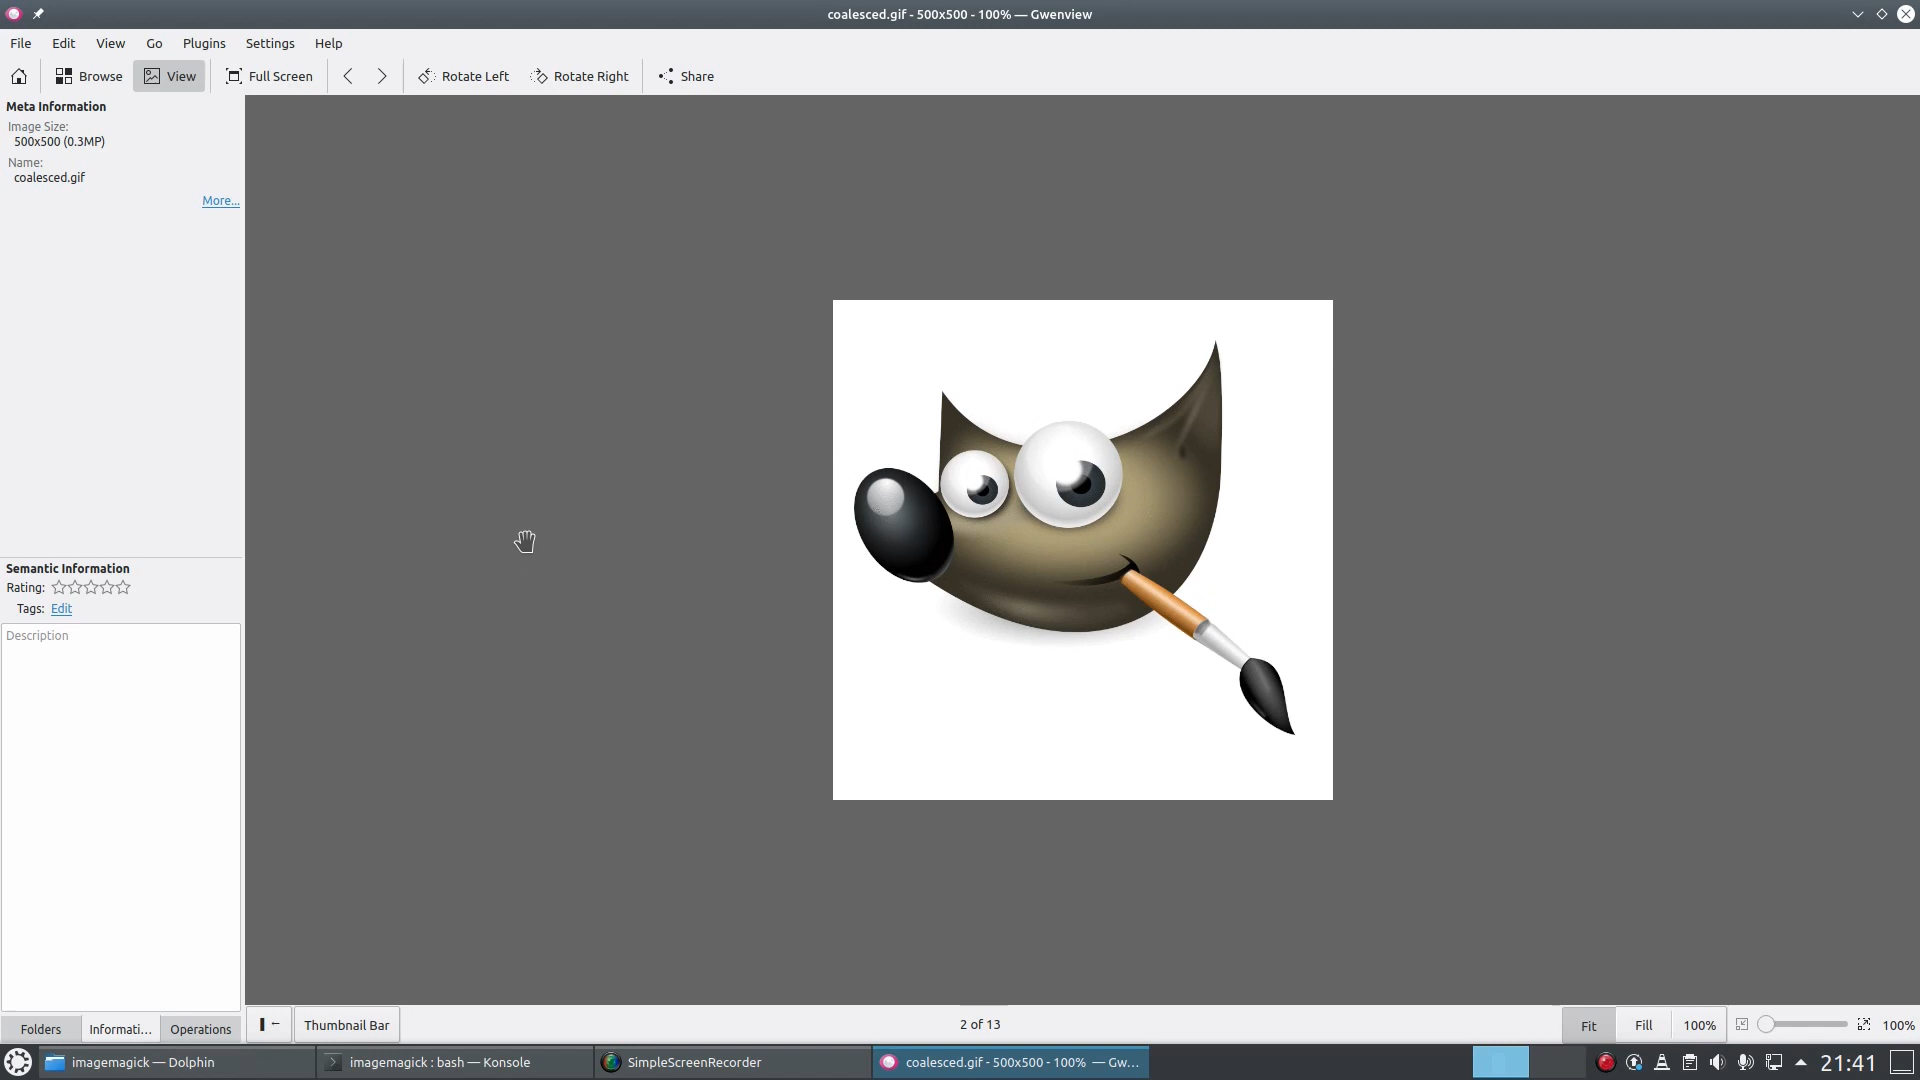 coalesced.gif - 500x500 - 100% — Gwenview
File Edit View Go Plugins Settings Help
Browse View Full Screen Rotate Left Rotate Right Share
Meta Information
Image Size:
500x500 (0.3MP)
Name:
coalesced.gif
More...
Semantic Information
Rating:
Tags: Edit
Description
Folders Informati... Operations Thumbnail Bar 2 of 13 Fit Fill 100% 100%
imagemagick — Dolphin imagemagick : bash — Konsole SimpleScreenRecorder coalesced.gif - 500x500 - 100% — Gw... 21:41